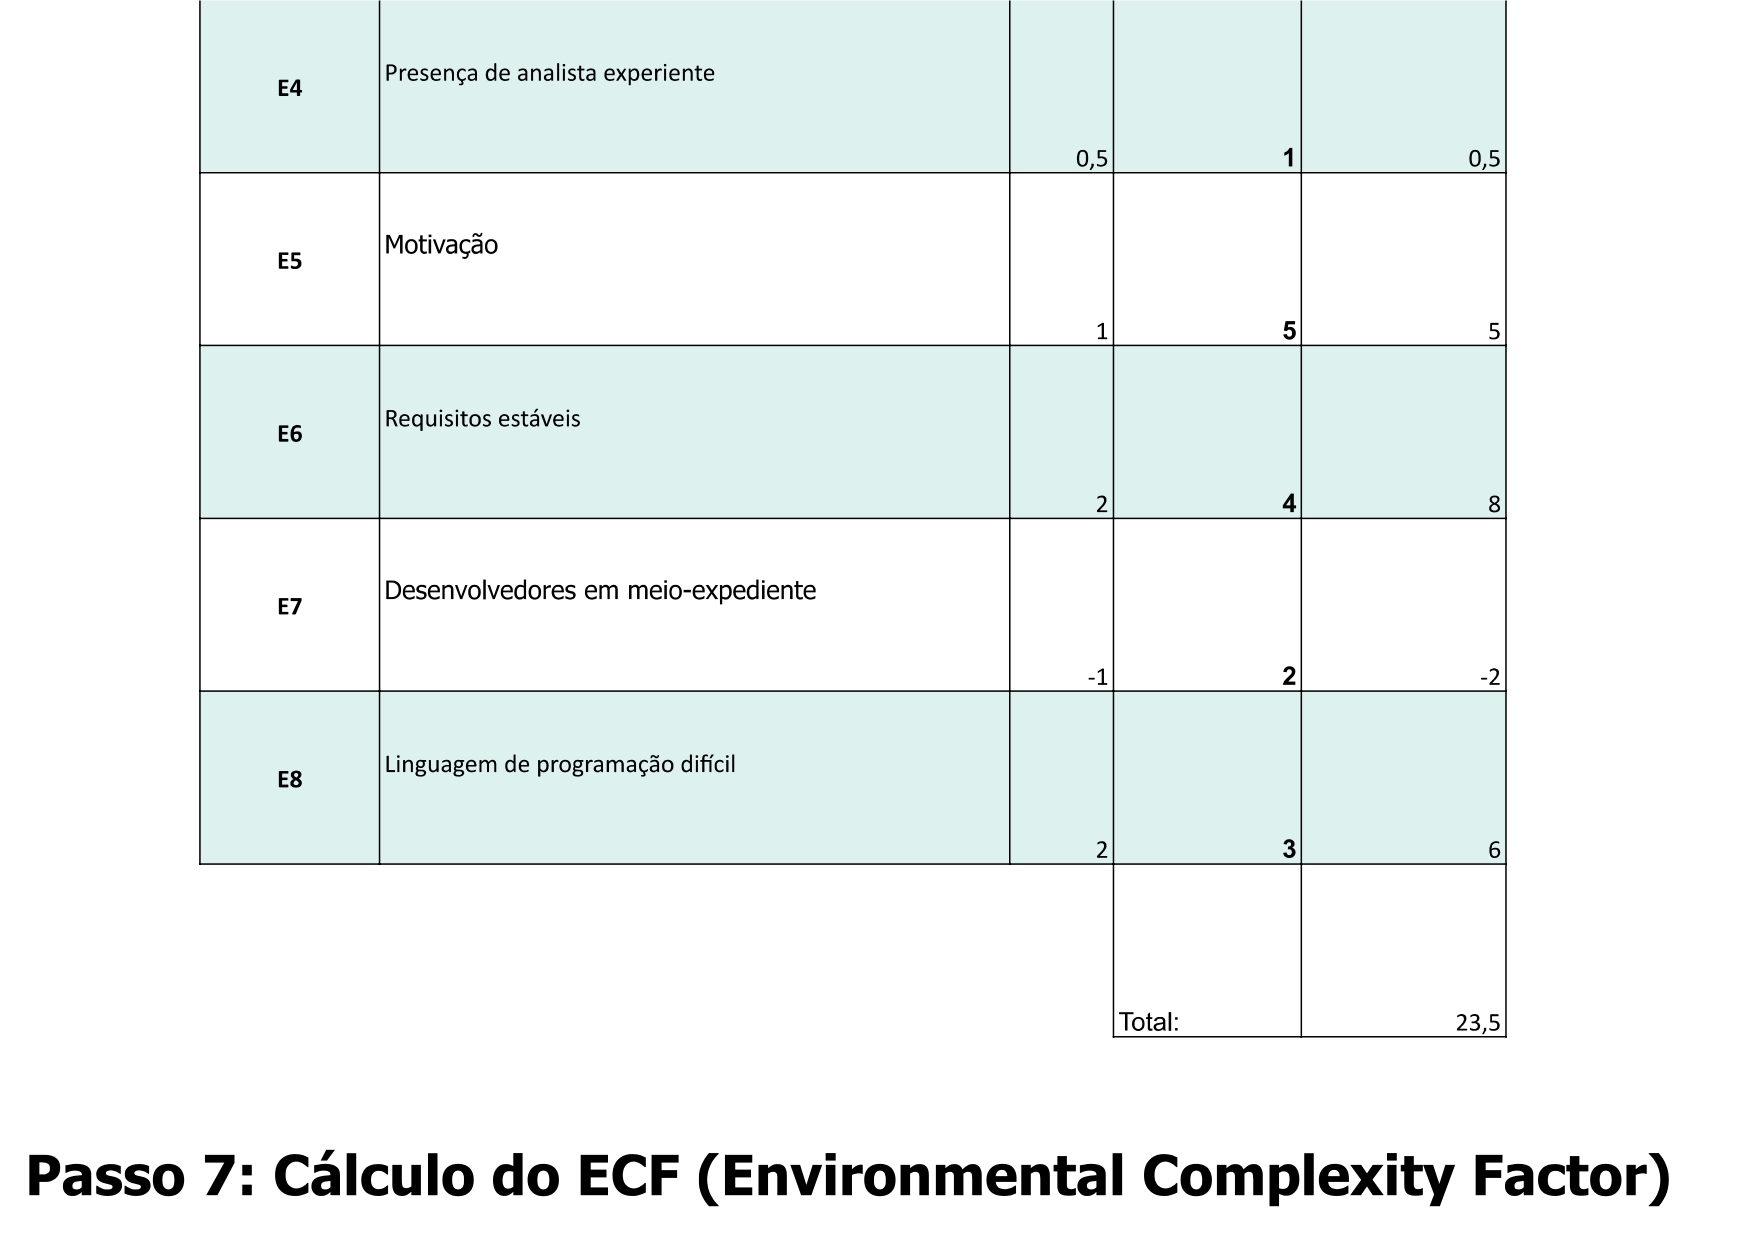 E4 Presença de analista experiente 0,5 1 0,5
E5 Motivação 1 5 5
E6 Requisitos estáveis 2 4 8
E7 Desenvolvedores em meio-expediente -1 2 -2
E8 Linguagem de programação difícil 2 3 6
Total: 23,5
Passo 7: Cálculo do ECF (Environmental Complexity Factor)